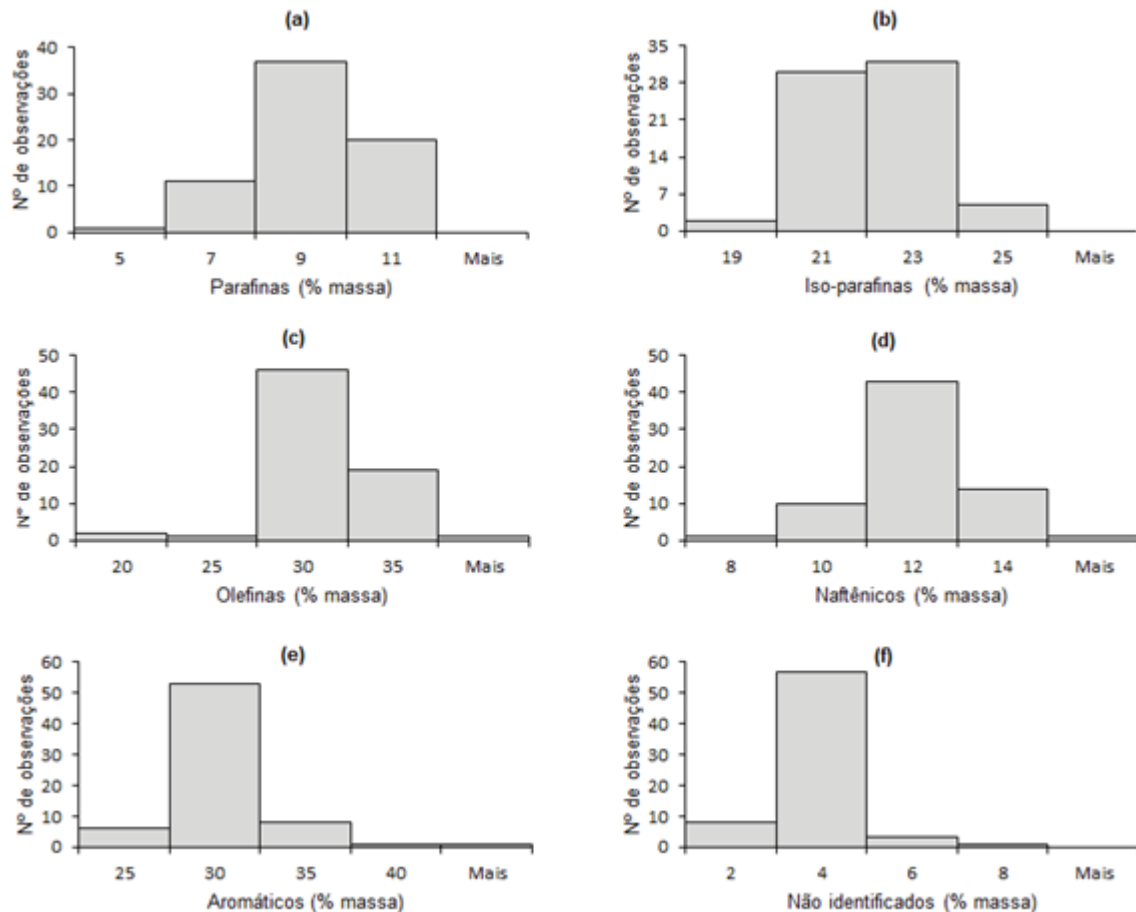 (a)
Nº de observações
40
30
20
10
0
5 7 9 11 Mais
Parafinas (% massa)
(b)
Nº de observações
35
28
21
14
7
0
19 21 23 25 Mais
Iso-parafinas (% massa)
(c)
Nº de observações
50
40
30
20
10
0
20 25 30 35 Mais
Olefinas (% massa)
(d)
Nº de observações
50
40
30
20
10
0
8 10 12 14 Mais
Naftênicos (% massa)
(e)
Nº de observações
60
50
40
30
20
10
0
25 30 35 40 Mais
Aromáticos (% massa)
(f)
Nº de observações
60
50
40
30
20
10
0
2 4 6 8 Mais
Não identificados (% massa)